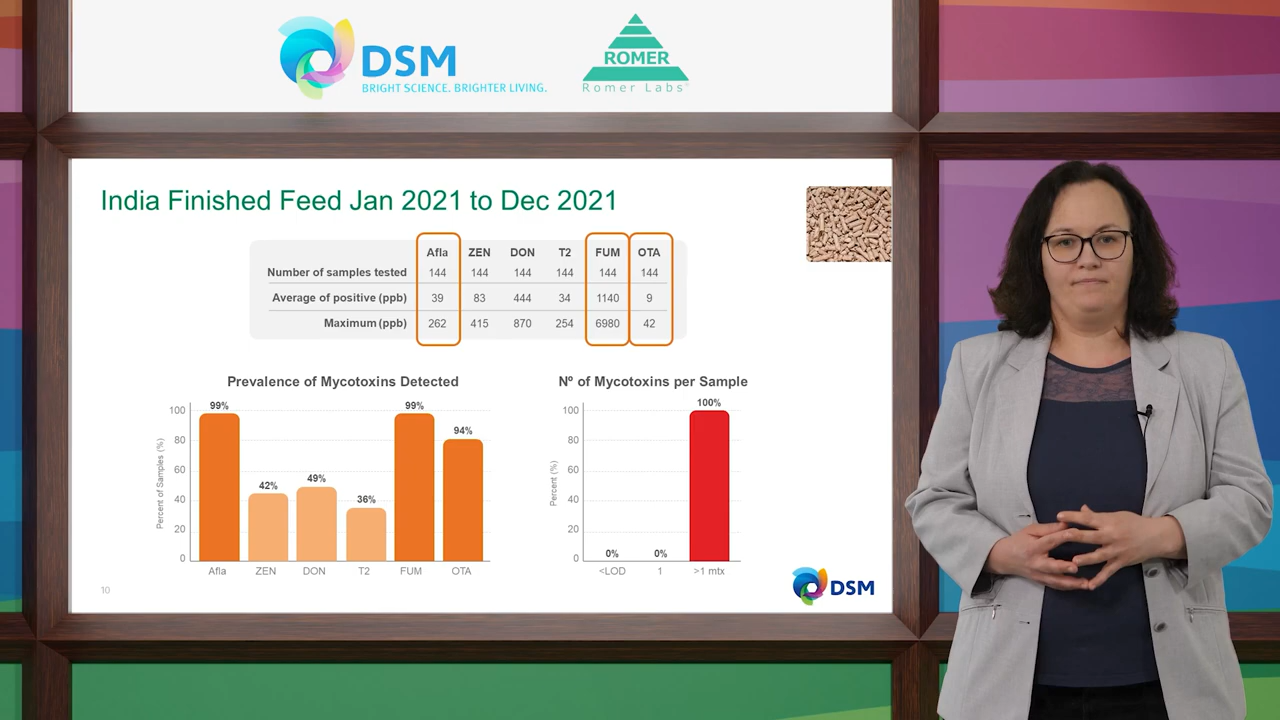 DSM
BRIGHT SCIENCE. BRIGHTER LIVING.
ROMER
Romer Labs®
India Finished Feed Jan 2021 to Dec 2021
Afla ZEN DON T2 FUM OTA
Number of samples tested 144 144 144 144 144 144
Average of positive (ppb) 39 83 444 34 1140 9
Maximum (ppb) 262 415 870 254 6980 42
Prevalence of Mycotoxins Detected
Percent of Samples (%)
100
80
60
40
20
0
99% 42% 49% 36% 99% 94%
Afla ZEN DON T2 FUM OTA
Nº of Mycotoxins per Sample
Percent (%)
100
80
60
40
20
0
0% 0% 100%
<LOD 1 >1 mtx
10
DSM